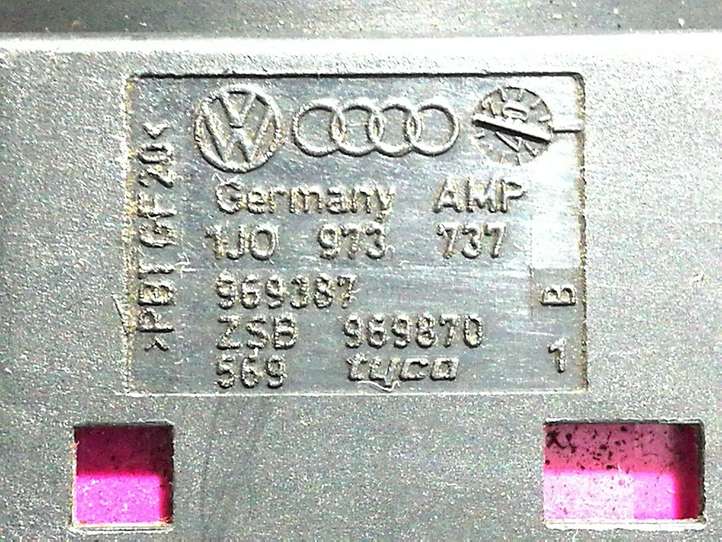 Germany AMP
1J0 973 737
969387
ZSB 969870
569 tyco
>PBT GF20<
B
1